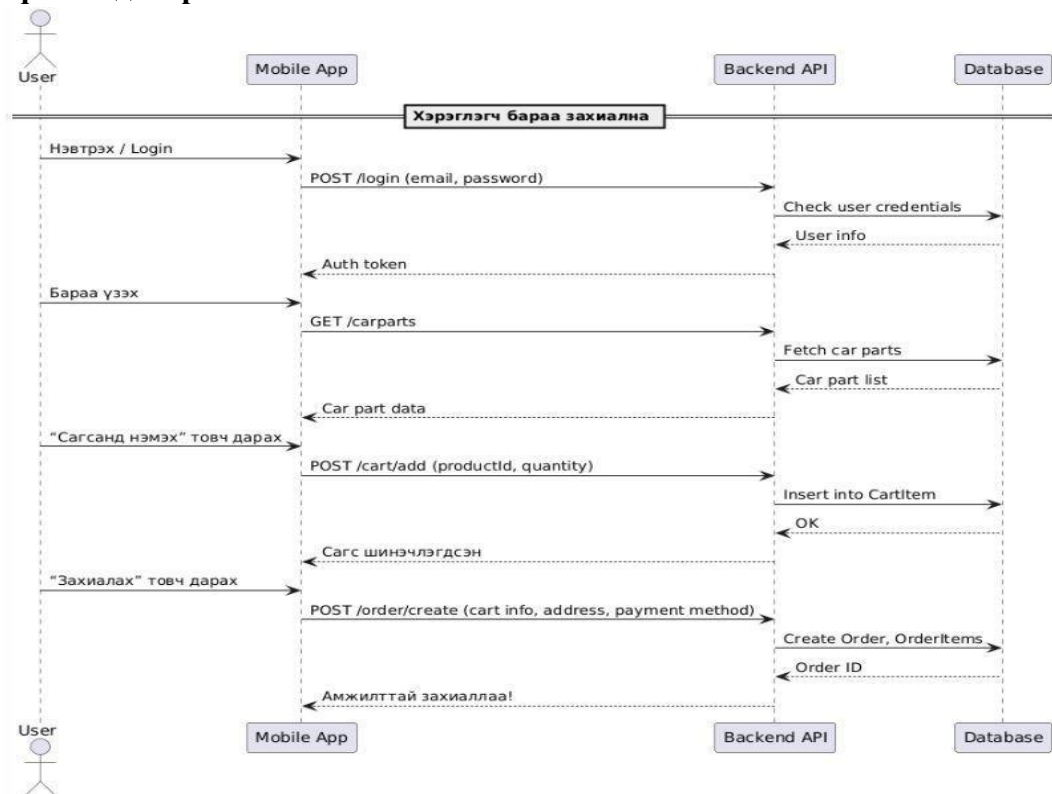 User
Mobile App
Backend API
Database
Хэрэглэгч бараа захиална
Нэвтрэх / Login
POST /login (email, password)
Check user credentials
User info
Auth token
Бараа үзэх
GET /carparts
Fetch car parts
Car part list
Car part data
“Сагсанд нэмэх” товч дарах
POST /cart/add (productId, quantity)
Insert into CartItem
OK
Сагс шинэчлэгдсэн
“Захиалах” товч дарах
POST /order/create (cart info, address, payment method)
Create Order, OrderItems
Order ID
Амжилттай захиаллаа!
User
Mobile App
Backend API
Database